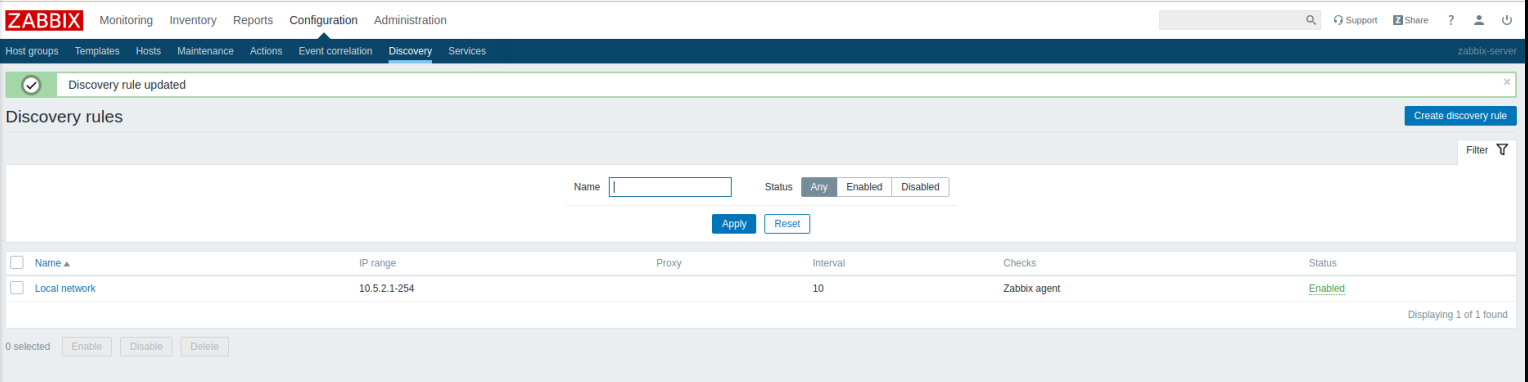 ZABBIX Monitoring Inventory Reports Configuration Administration Support Z Share ?
Host groups Templates Hosts Maintenance Actions Event correlation Discovery Services zabbix-server
Discovery rule updated ×
Discovery rules Create discovery rule
Filter
Name Status Any Enabled Disabled
Apply Reset
Name IP range Proxy Interval Checks Status
Local network 10.5.2.1-254 10 Zabbix agent Enabled
Displaying 1 of 1 found
0 selected Enable Disable Delete